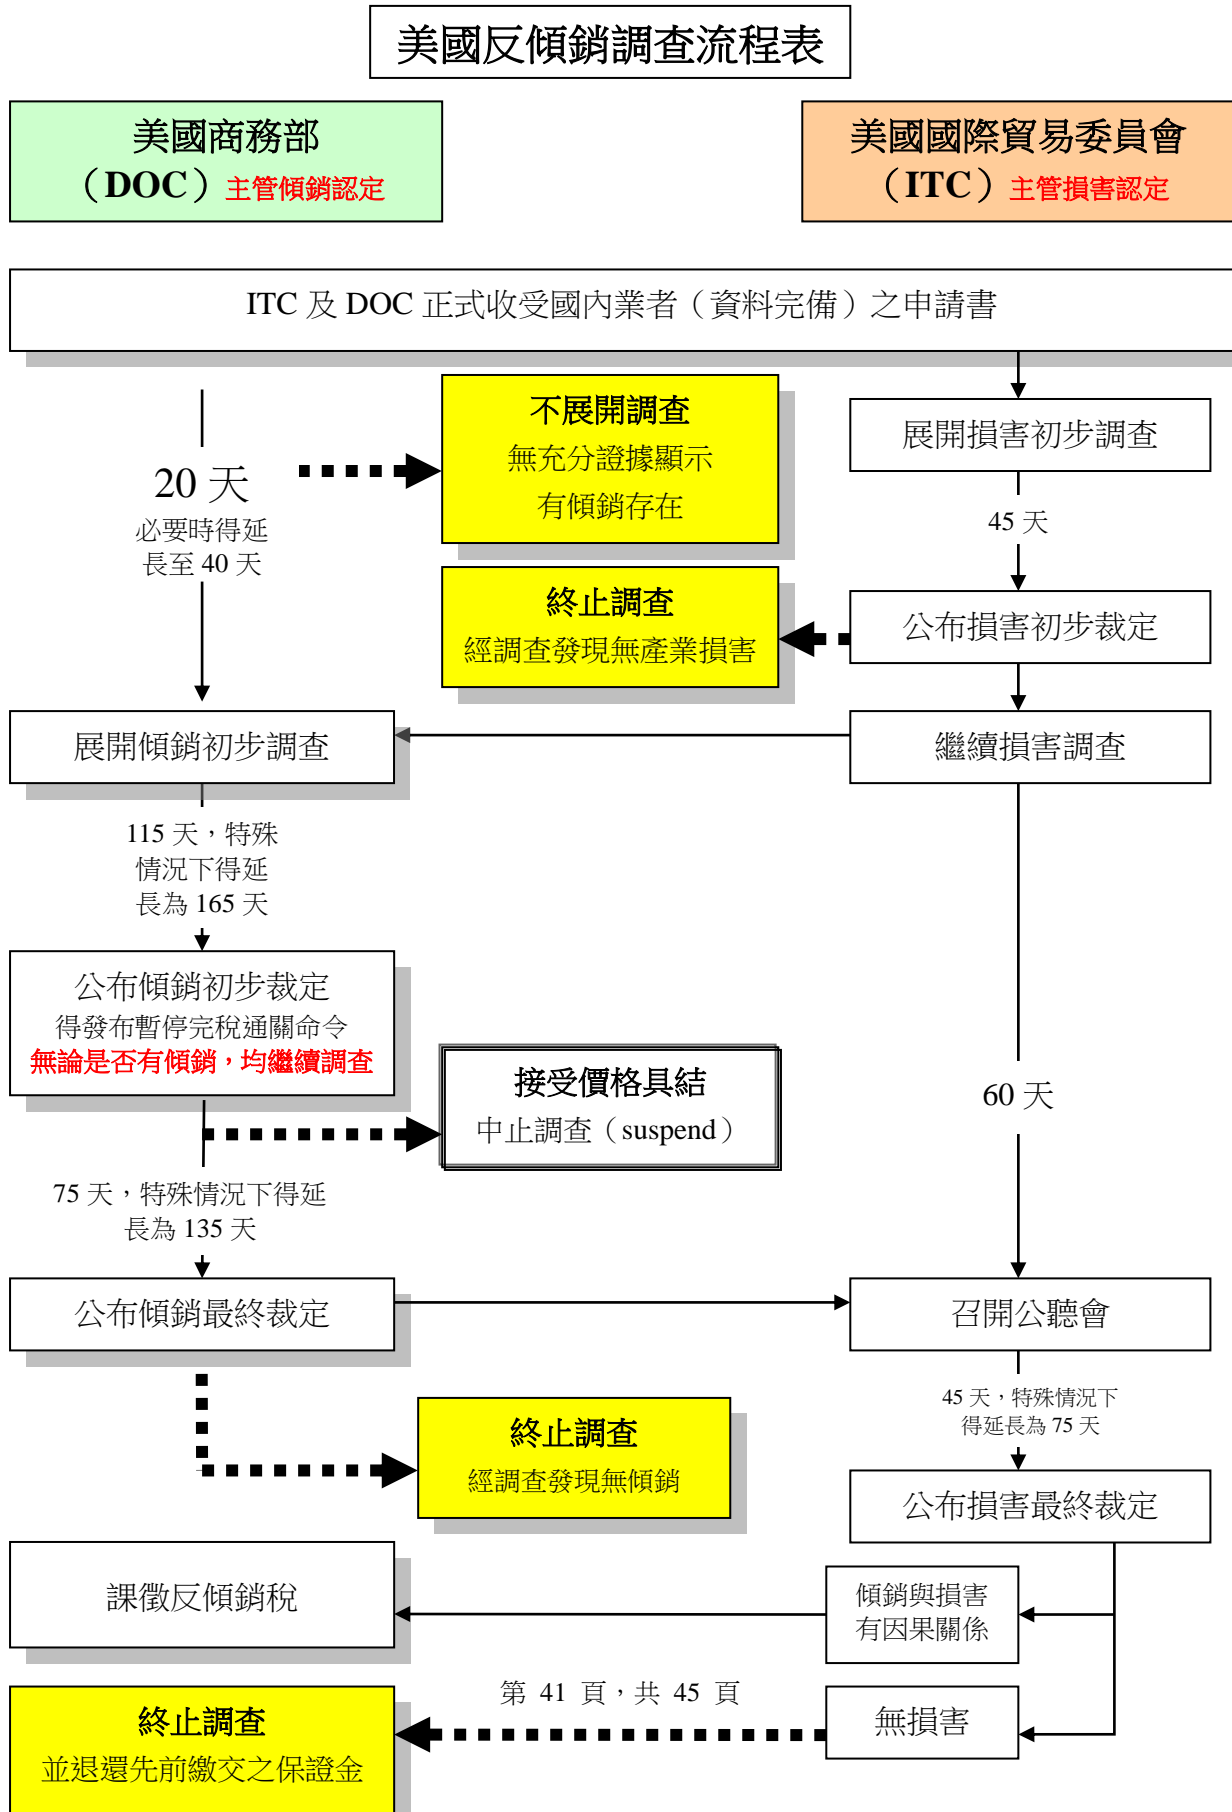 美國反傾銷調查流程表
美國商務部
（DOC）主管傾銷認定
美國國際貿易委員會
（ITC）主管損害認定
ITC 及 DOC 正式收受國內業者（資料完備）之申請書
20 天
必要時得延
長至 40 天
不展開調查
無充分證據顯示
有傾銷存在
展開損害初步調查
45 天
終止調查
經調查發現無產業損害
公布損害初步裁定
展開傾銷初步調查
繼續損害調查
115 天，特殊
情況下得延
長為 165 天
公布傾銷初步裁定
得發布暫停完稅通關命令
無論是否有傾銷，均繼續調查
接受價格具結
中止調查（suspend）
60 天
75 天，特殊情況下得延
長為 135 天
公布傾銷最終裁定
召開公聽會
45 天，特殊情況下
得延長為 75 天
終止調查
經調查發現無傾銷
公布損害最終裁定
課徵反傾銷稅
傾銷與損害
有因果關係
第 41 頁，共 45 頁
無損害
終止調查
並退還先前繳交之保證金